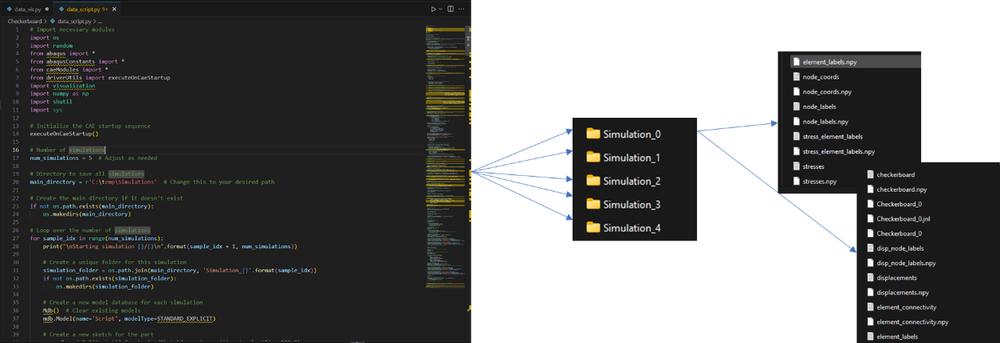 data_vis.py
data_script.py 9+
Checkerboard > data_script.py > ...
1 # Import necessary modules
2 import os
3 import random
4 from abaqus import *
5 from abaqusConstants import *
6 from caeModules import *
7 from driverUtils import executeOnCaeStartup
8 import visualization
9 import numpy as np
10 import shutil
11 import sys
12
13 # Initialize the CAE startup sequence
14 executeOnCaeStartup()
15
16 # Number of simulations
17 num_simulations = 5  # Adjust as needed
18
19 # Directory to save all simulations
20 main_directory = r'C:\temp\Simulations'  # Change this to your desired path
21
22 # Create the main directory if it doesn't exist
23 if not os.path.exists(main_directory):
24     os.makedirs(main_directory)
25
26 # Loop over the number of simulations
27 for sample_idx in range(num_simulations):
28     print("\nStarting simulation {}/{}\n".format(sample_idx + 1, num_simulations))
29
30     # Create a unique folder for this simulation
31     simulation_folder = os.path.join(main_directory, 'Simulation_{}'.format(sample_idx))
32     if not os.path.exists(simulation_folder):
33         os.makedirs(simulation_folder)
34
35     # Create a new model database for each simulation
36     Mdb()  # Clear existing models
37     mdb.Model(name='Script', modelType=STANDARD_EXPLICIT)
38
39     # Create a new sketch for the part
Simulation_0
Simulation_1
Simulation_2
Simulation_3
Simulation_4
element_labels.npy
node_coords
node_coords.npy
node_labels
node_labels.npy
stress_element_labels
stress_element_labels.npy
stresses
stresses.npy
checkerboard
checkerboard.npy
Checkerboard_0
Checkerboard_0.jnl
Checkerboard_0
disp_node_labels
disp_node_labels.npy
displacements
displacements.npy
element_connectivity
element_connectivity.npy
element_labels